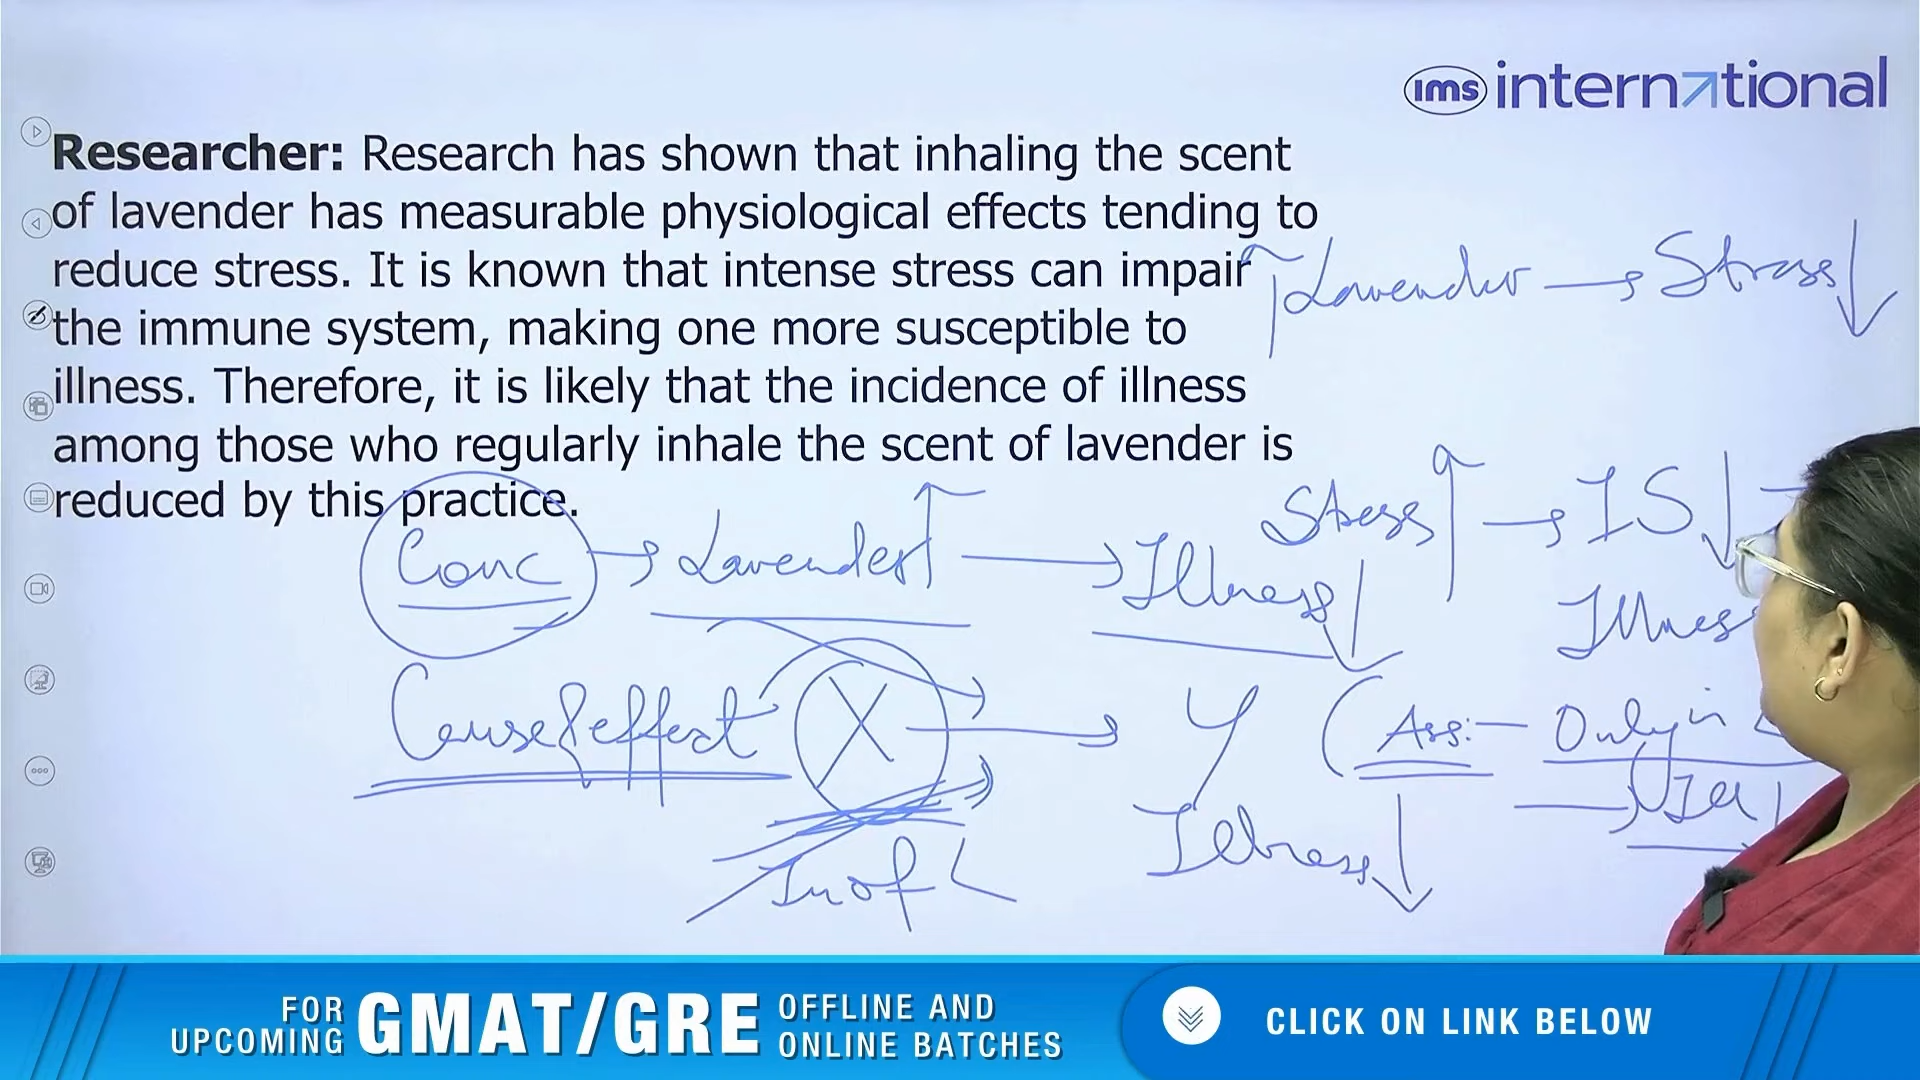 ims international
Researcher: Research has shown that inhaling the scent
of lavender has measurable physiological effects tending to
reduce stress. It is known that intense stress can impair
the immune system, making one more susceptible to
illness. Therefore, it is likely that the incidence of illness
among those who regularly inhale the scent of lavender is
reduced by this practice.
Lavender → Stress ↓
Stress ↑ → IS ↓
Illness
Conc → Lavender ↑ → Illness ↓
Cause & effect X → Y (Ass:- Only in
Illness ↓
In of L
FOR UPCOMING GMAT/GRE OFFLINE AND ONLINE BATCHES
CLICK ON LINK BELOW